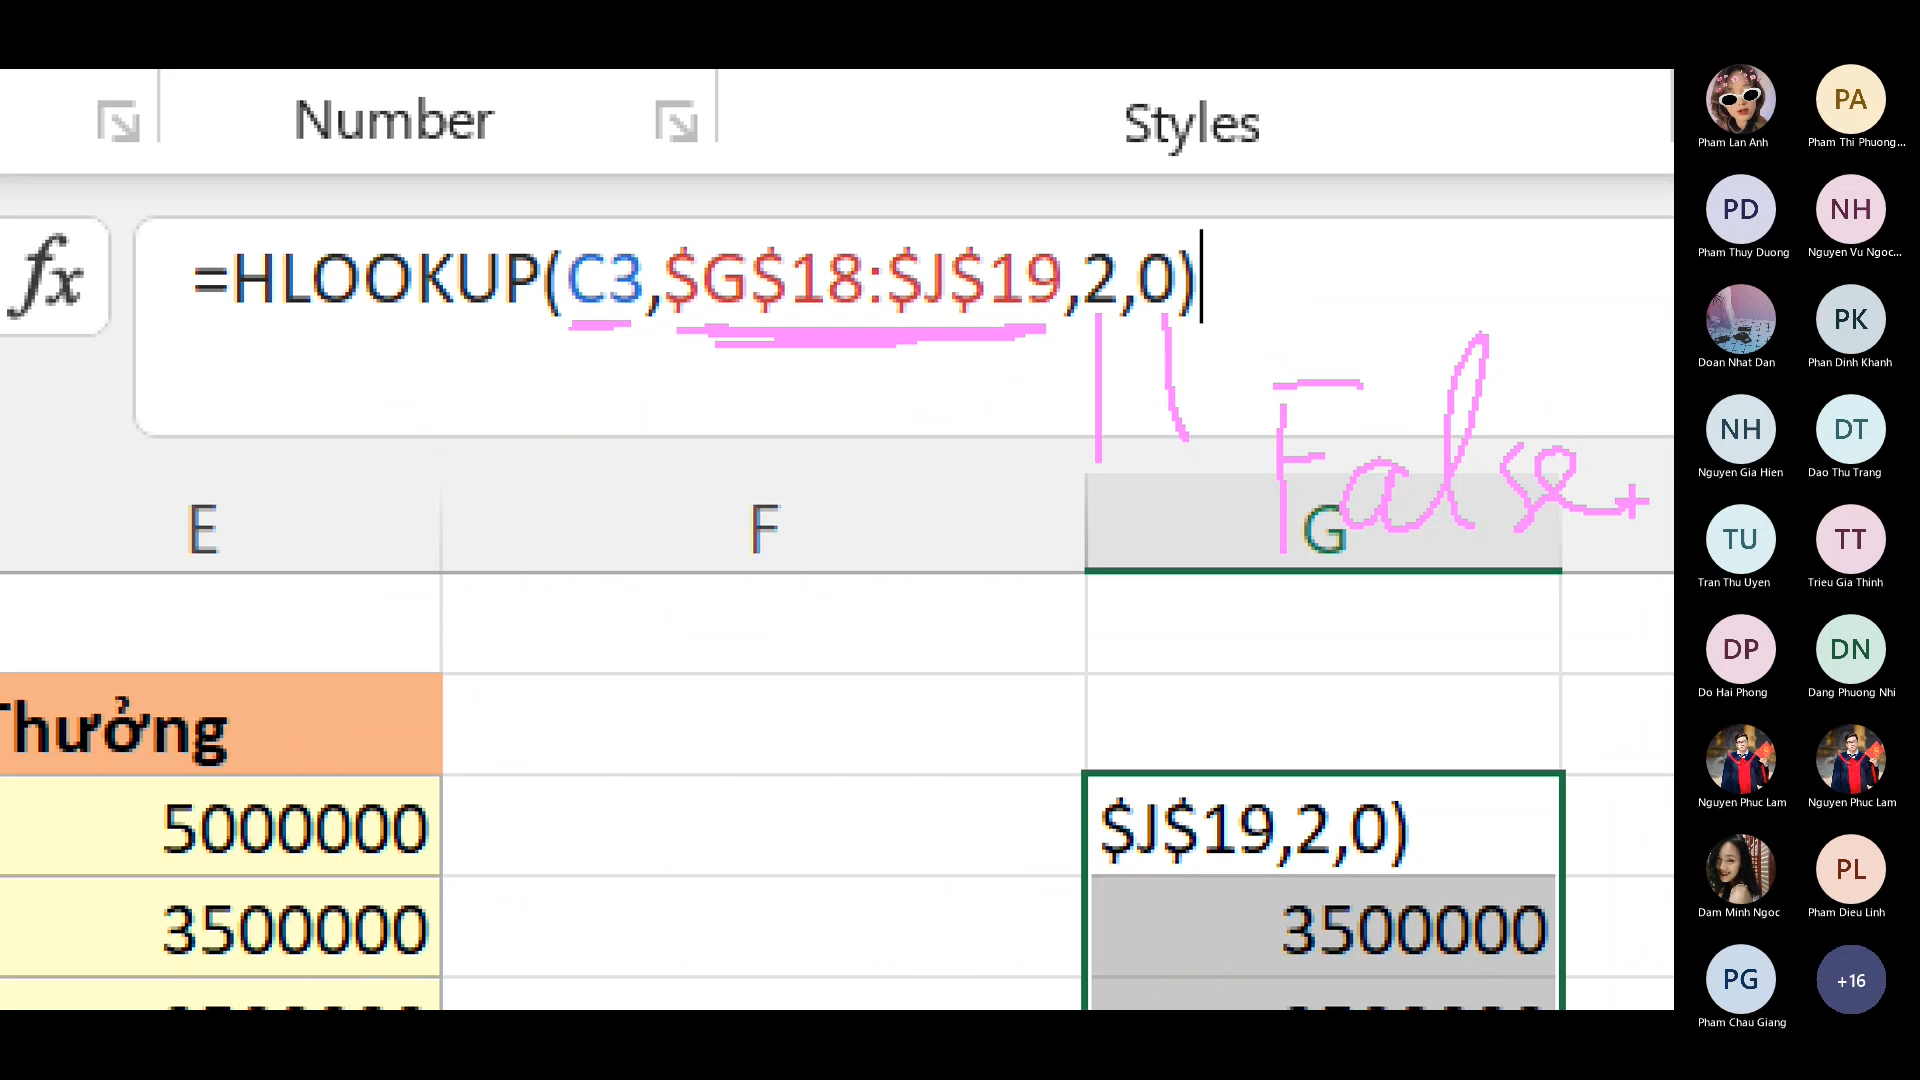 Number
Styles
fx
=HLOOKUP(C3,$G$18:$J$19,2,0)
False
E
F
G
Thưởng
5000000
$J$19,2,0)
3500000
3500000
Pham Lan Anh
PA
Pham Thi Phuong...
PD
Pham Thuy Duong
NH
Nguyen Vu Ngoc...
Doan Nhat Dan
PK
Phan Dinh Khanh
NH
Nguyen Gia Hien
DT
Dao Thu Trang
TU
Tran Thu Uyen
TT
Trieu Gia Thinh
DP
Do Hai Phong
DN
Dang Phuong Nhi
Nguyen Phuc Lam
Nguyen Phuc Lam
Dam Minh Ngoc
PL
Pham Dieu Linh
PG
Pham Chau Giang
+16